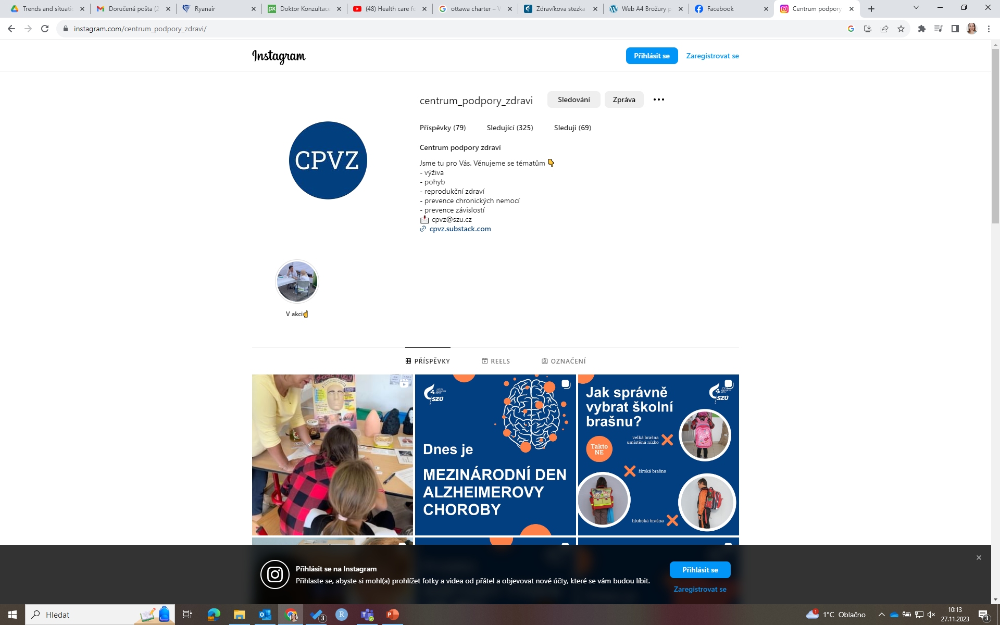 Trends and situatio
Doručená pošta (2
Ryanair
Doktor Konzultace
(48) Health care fo
ottawa charter – V
Zdravíkova stezka
Web A4 Brožury p
Facebook
Centrum podpory
instagram.com/centrum_podpory_zdravi/
Instagram
Přihlásit se
Zaregistrovat se
centrum_podpory_zdravi
Sledování
Zpráva
Příspěvky (79)
Sledující (325)
Sleduji (69)
CPVZ
Centrum podpory zdraví
Jsme tu pro Vás. Věnujeme se tématům
- výživa
- pohyb
- reprodukční zdraví
- prevence chronických nemocí
- prevence závislostí
cpvz@szu.cz
cpvz.substack.com
V akci
PŘÍSPĚVKY
REELS
OZNAČENÍ
SZÚ
Dnes je
MEZINÁRODNÍ DEN
ALZHEIMEROVY
CHOROBY
Jak správně
vybrat školní
brašnu?
SZÚ
Takto
NE
velká brašna
umístěná nízko
široká brašna
hluboká brašna
Přihlásit se na Instagram
Přihlaste se, abyste si mohl(a) prohlížet fotky a videa od přátel a objevovat nové účty, které se vám budou líbit.
Přihlásit se
Zaregistrovat se
Hledat
3
R
1
1°C Oblačno
10:13
27.11.2023
3